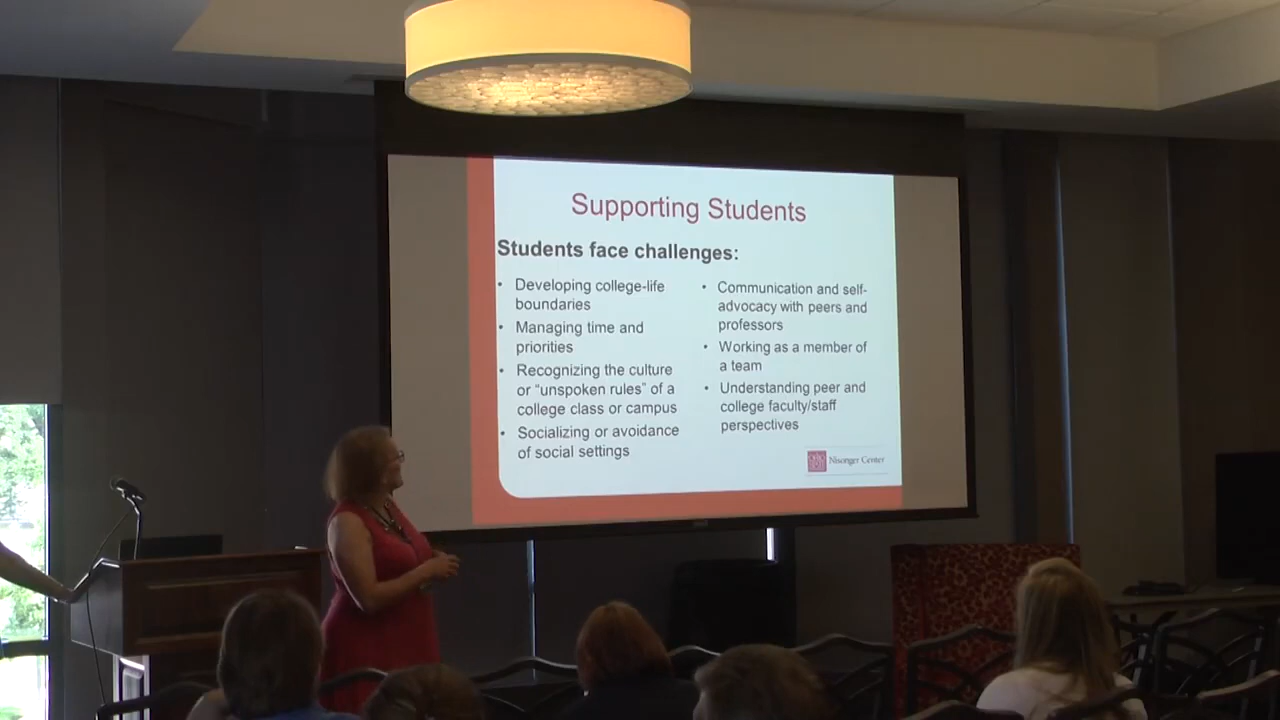 Supporting Students
Students face challenges:
• Developing college-life
boundaries
• Managing time and
priorities
• Recognizing the culture
or “unspoken rules” of a
college class or campus
• Socializing or avoidance
of social settings
• Communication and self-
advocacy with peers and
professors
• Working as a member of
a team
• Understanding peer and
college faculty/staff
perspectives
Nisonger Center